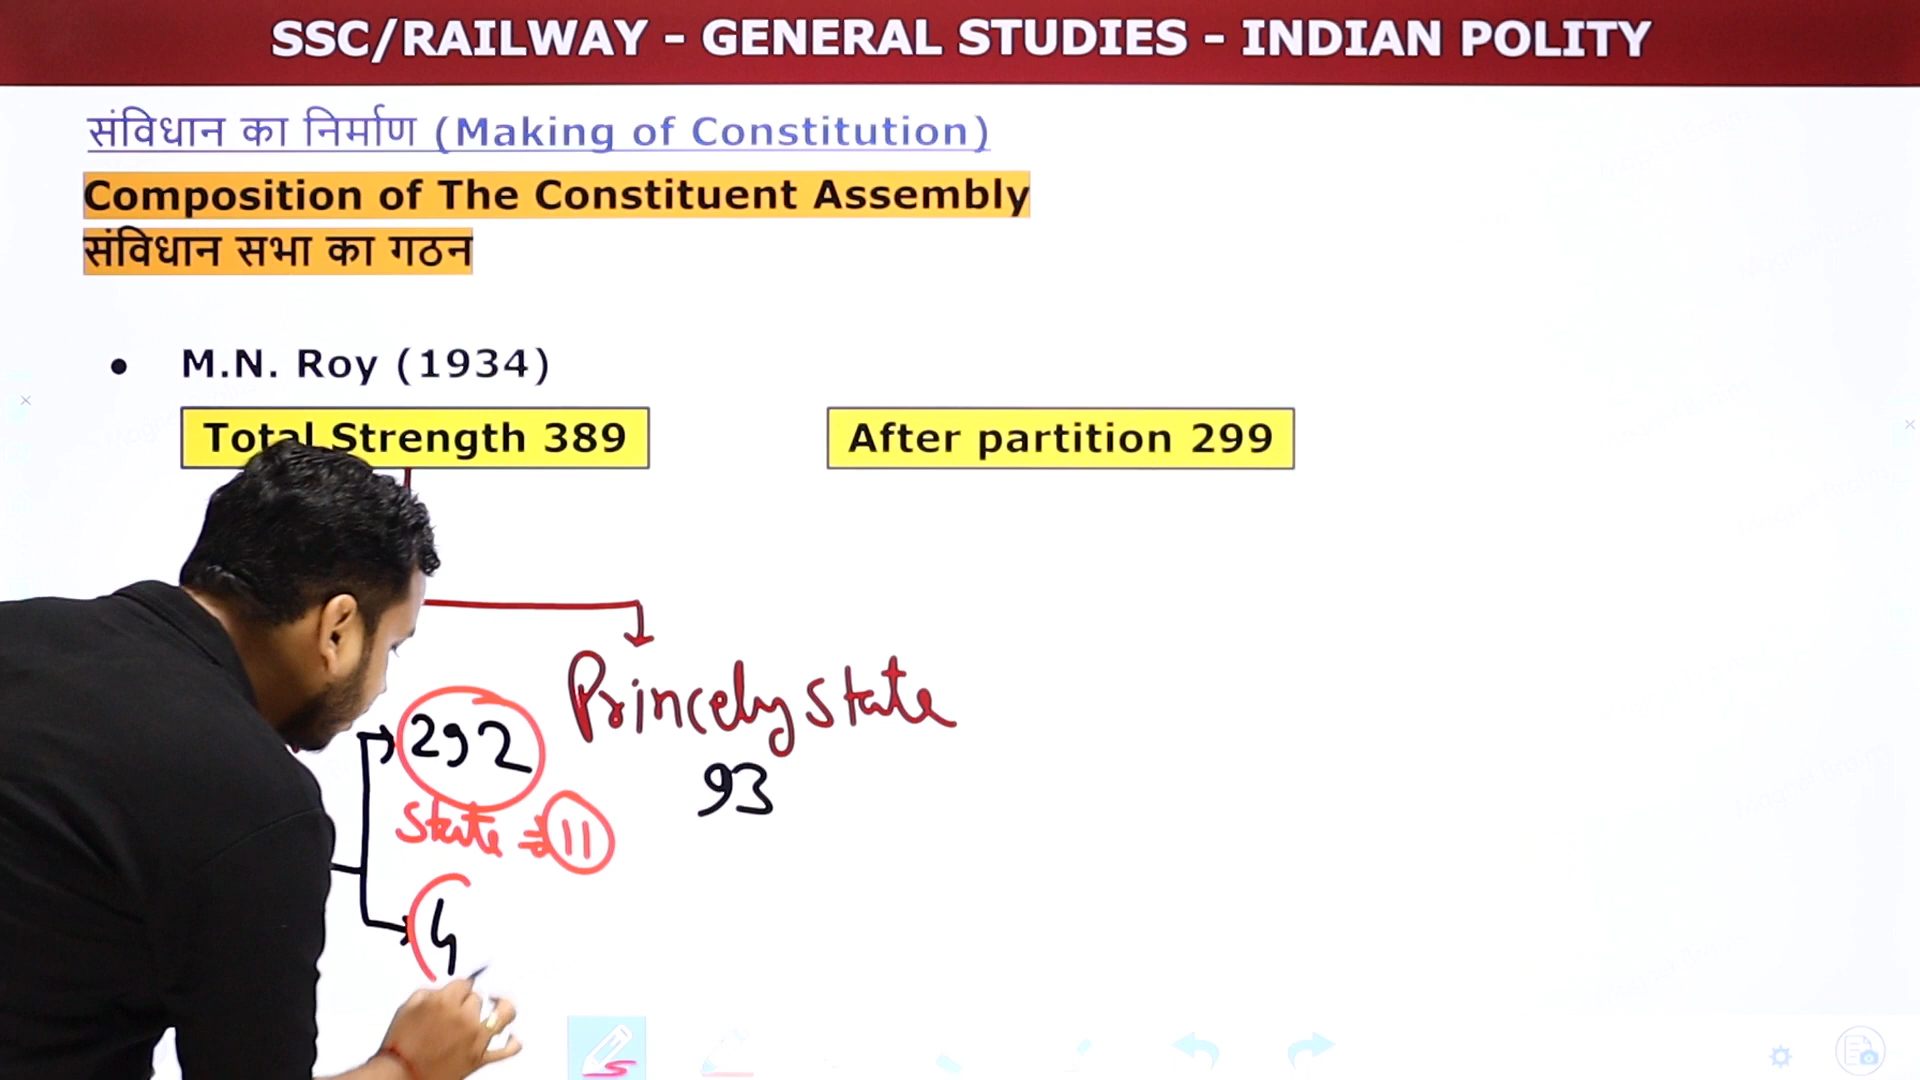 SSC/RAILWAY - GENERAL STUDIES - INDIAN POLITY
संविधान का निर्माण (Making of Constitution)
Composition of The Constituent Assembly
संविधान सभा का गठन
• M.N. Roy (1934)
Total Strength 389
After partition 299
Princely State
93
292
State ⇒ 11
4